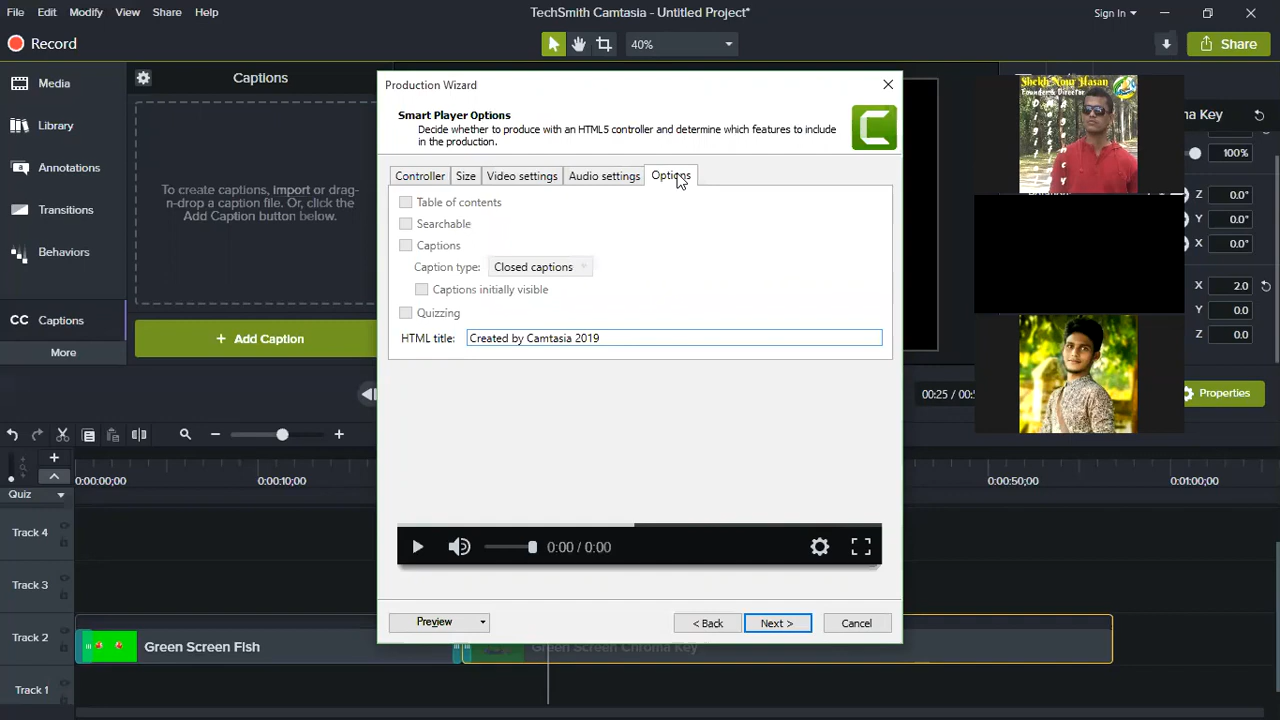 File Edit Modify View Share Help
TechSmith Camtasia - Untitled Project*
Sign In
Record
40%
Share
Media
Library
Annotations
Transitions
Behaviors
CC Captions
More
Captions
To create captions, import or drag-
n-drop a caption file. Or, click the
Add Caption button below.
+ Add Caption
Production Wizard
Smart Player Options
Decide whether to produce with an HTML5 controller and determine which features to include
in the production.
Controller Size Video settings Audio settings Options
Table of contents
Searchable
Captions
Caption type: Closed captions
Captions initially visible
Quizzing
HTML title: Created by Camtasia 2019
0:00 / 0:00
Preview
< Back Next > Cancel
Founder & Director
100%
Z 0.0°
Y 0.0°
X 0.0°
X 2.0
Y 0.0
Z 0.0
Properties
0:00:00;00 0:00:10;00 0:00:50;00 0:01:00;00
Quiz
Track 4
Track 3
Track 2 Green Screen Fish Green Screen Chroma Key
Track 1